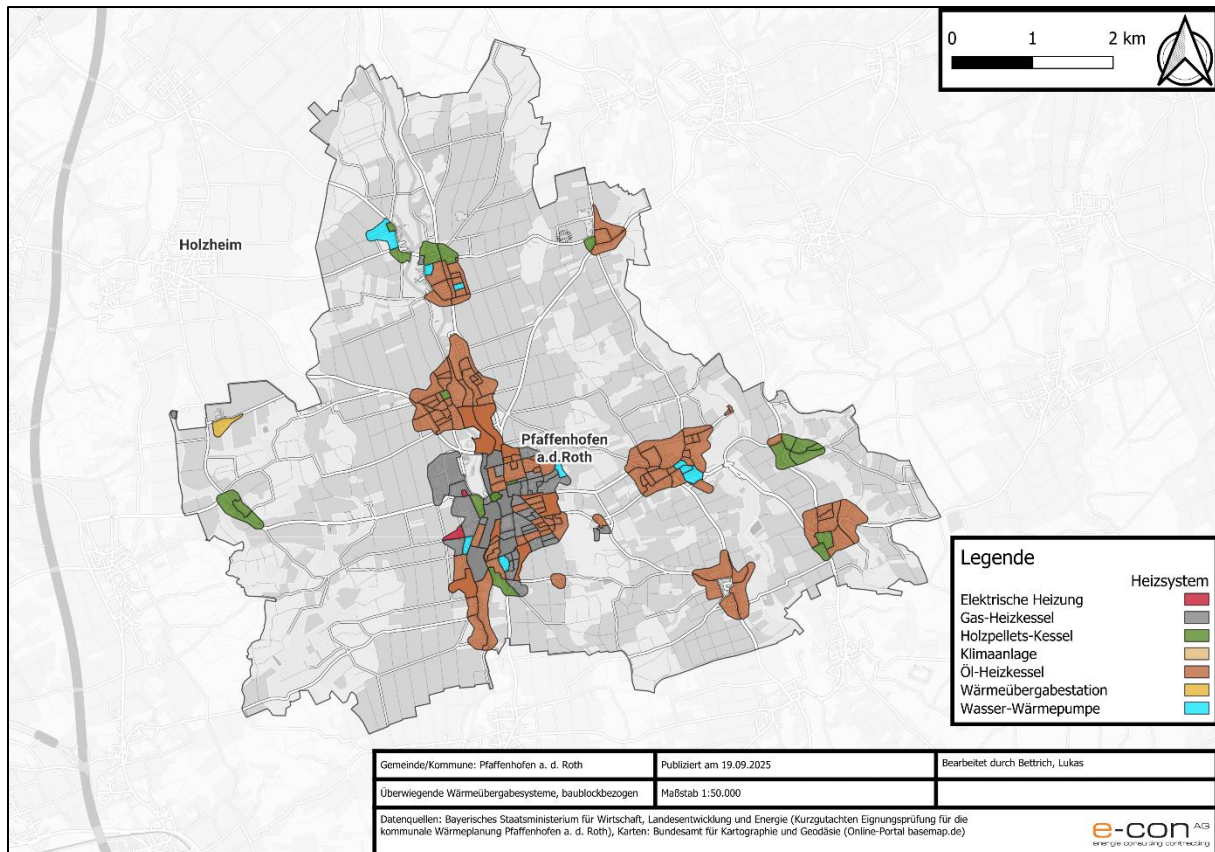 0 1 2 km
Holzheim
Pfaffenhofen
a.d.Roth
Legende
Heizsystem
Elektrische Heizung
Gas-Heizkessel
Holzpellets-Kessel
Klimaanlage
Öl-Heizkessel
Wärmeübergabestation
Wasser-Wärmepumpe
Gemeinde/Kommune: Pfaffenhofen a. d. Roth
Publiziert am 19.09.2025
Bearbeitet durch Bettrich, Lukas
Überwiegende Wärmeübergabesysteme, baublockbezogen
Maßstab 1:50.000
Datenquellen: Bayerisches Staatsministerium für Wirtschaft, Landesentwicklung und Energie (Kurzgutachten Eignungsprüfung für die
kommunale Wärmeplanung Pfaffenhofen a. d. Roth), Karten: Bundesamt für Kartographie und Geodäsie (Online-Portal basemap.de)
e-con AG
energie consulting contracting